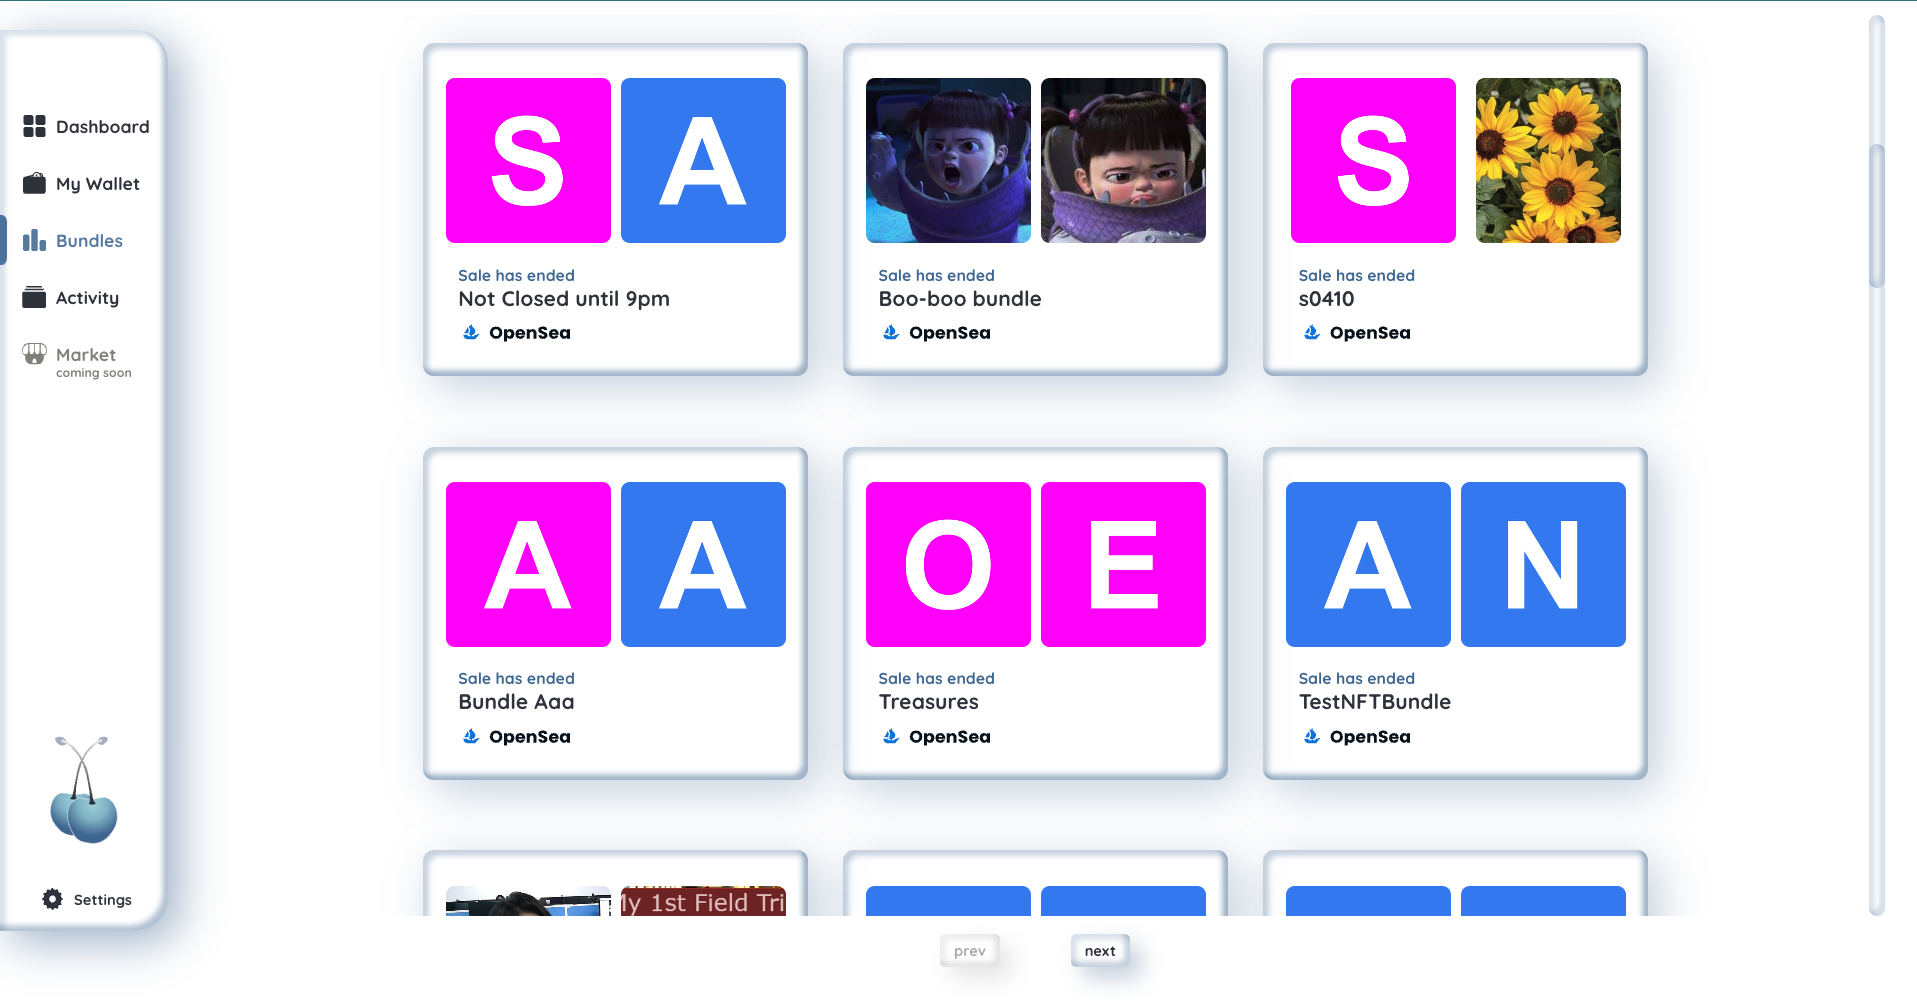 Dashboard
My Wallet
Bundles
Activity
Market
coming soon
Settings
S A
Sale has ended
Not Closed until 9pm
OpenSea
Sale has ended
Boo-boo bundle
OpenSea
S
Sale has ended
s0410
OpenSea
A A
Sale has ended
Bundle Aaa
OpenSea
O E
Sale has ended
Treasures
OpenSea
A N
Sale has ended
TestNFTBundle
OpenSea
My 1st Field Tri
prev
next